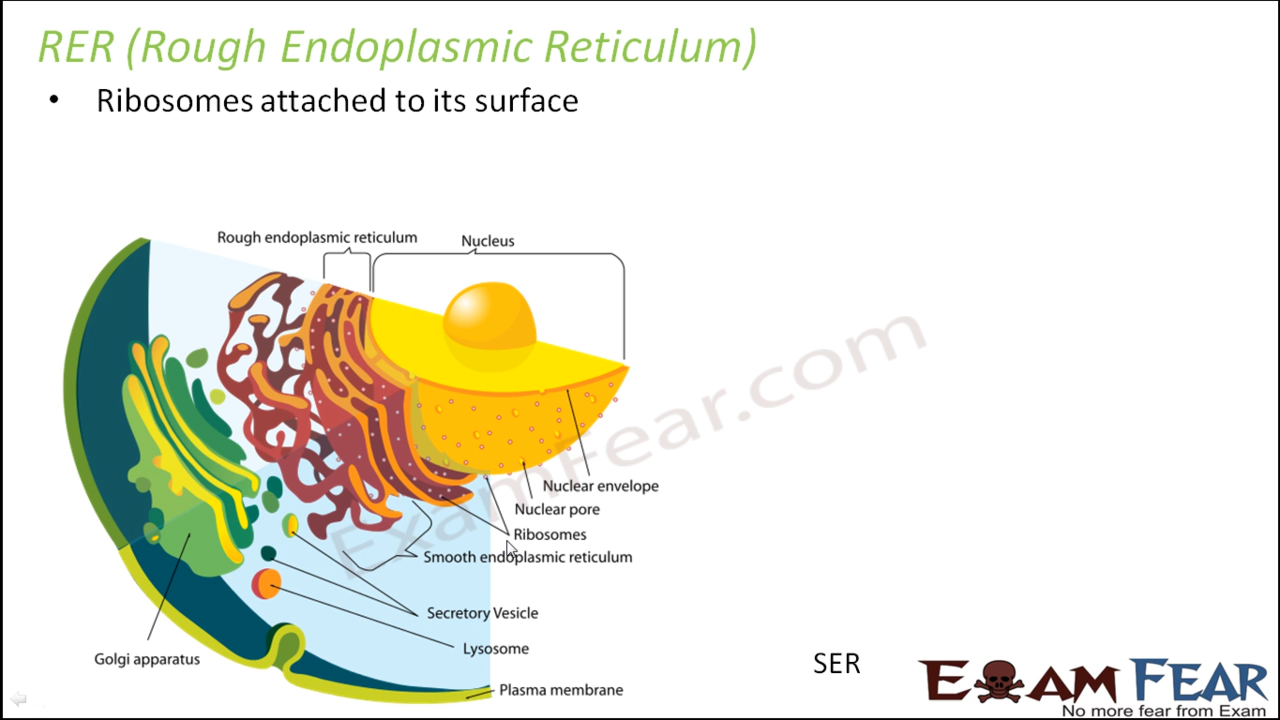 RER (Rough Endoplasmic Reticulum)
• Ribosomes attached to its surface
Rough endoplasmic reticulum
Nucleus
ExamFear.com
Nuclear envelope
Nuclear pore
Ribosomes
Smooth endoplasmic reticulum
Secretory Vesicle
Lysosome
Golgi apparatus
Plasma membrane
SER
EXAM FEAR
No more fear from Exam